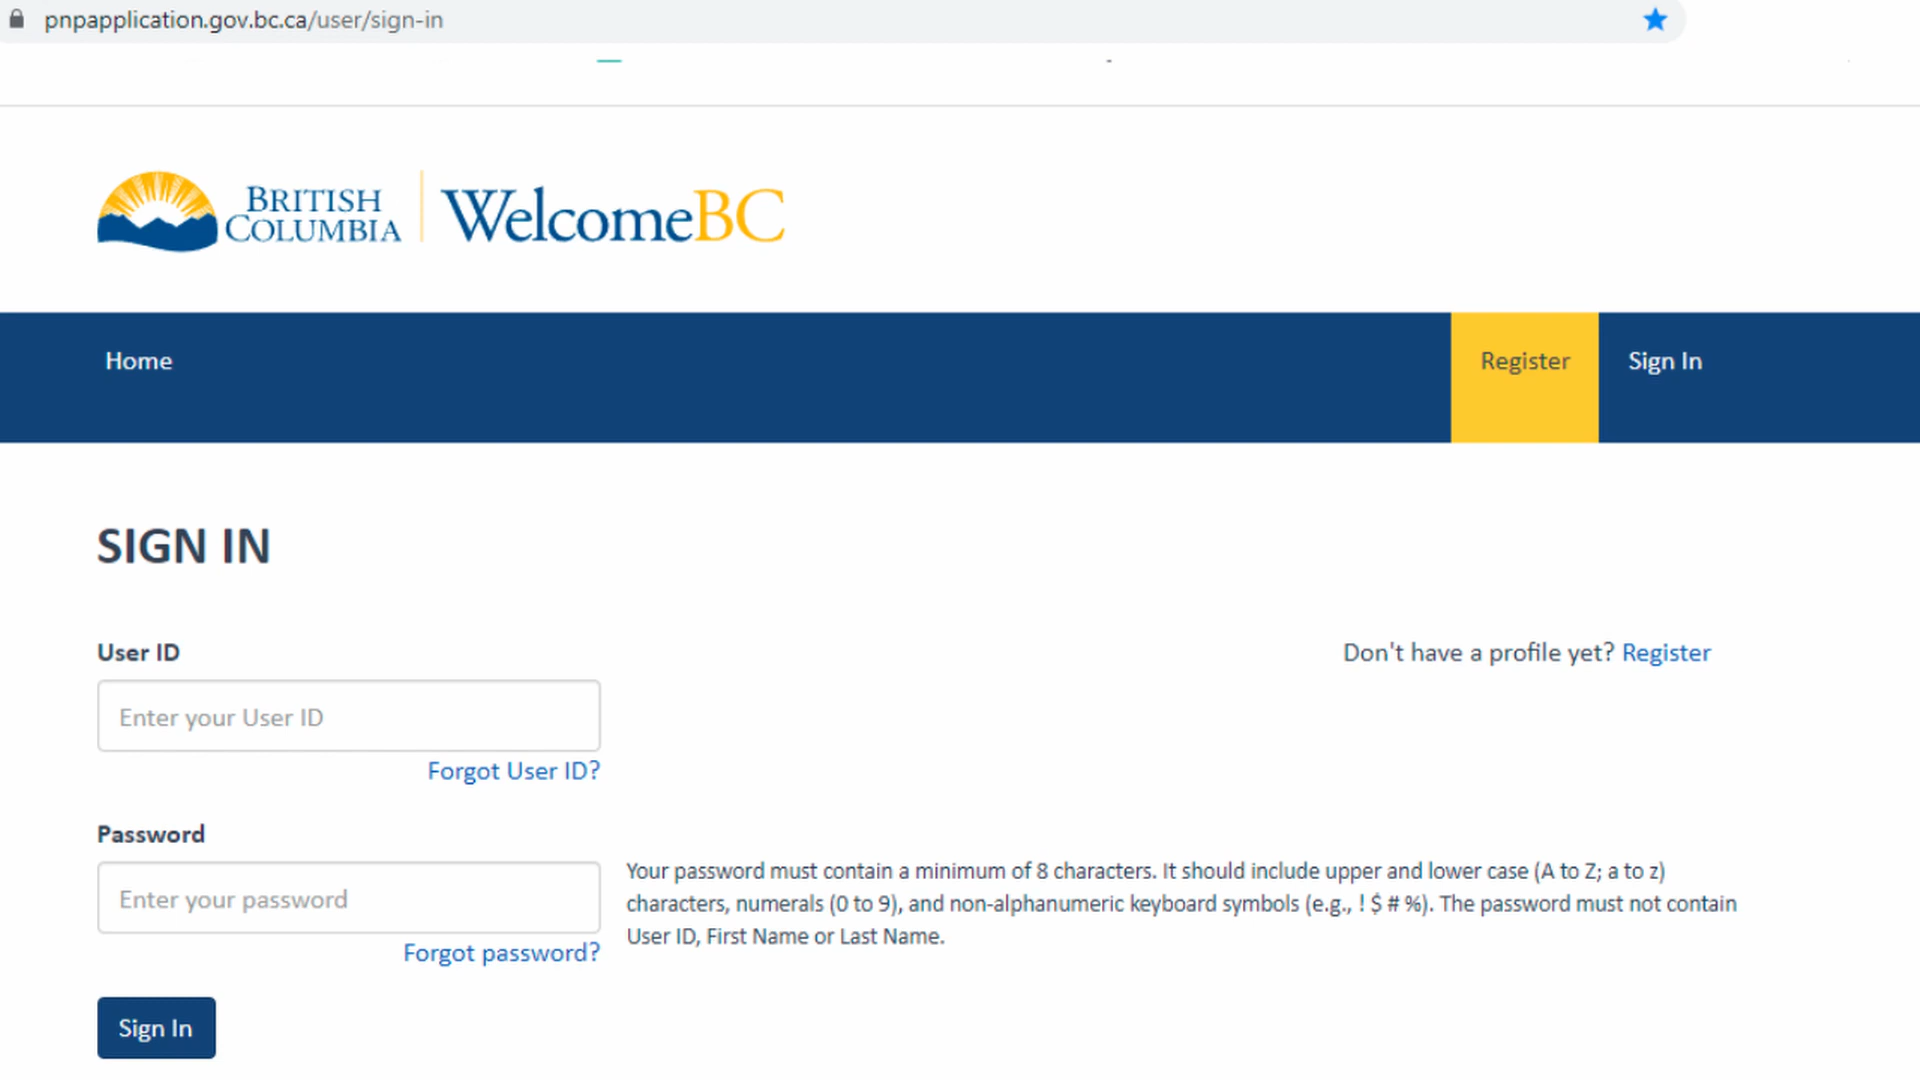 pnpapplication.gov.bc.ca/user/sign-in
BRITISH
COLUMBIA
WelcomeBC
Home
Register
Sign In
SIGN IN
User ID
Don't have a profile yet? Register
Enter your User ID
Forgot User ID?
Password
Enter your password
Your password must contain a minimum of 8 characters. It should include upper and lower case (A to Z; a to z)
characters, numerals (0 to 9), and non-alphanumeric keyboard symbols (e.g., ! $ # %). The password must not contain
User ID, First Name or Last Name.
Forgot password?
Sign In